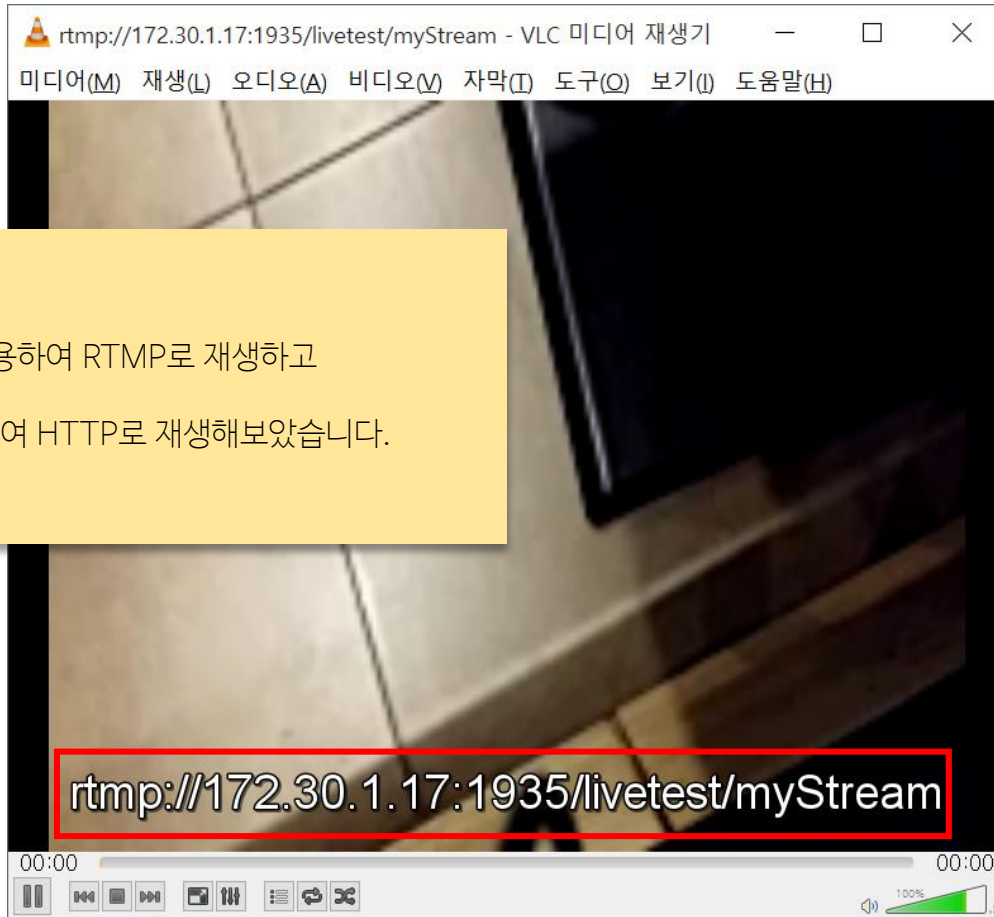 rtmp://172.30.1.17:1935/livetest/myStream - VLC 미디어 재생기
미디어(M) 재생(L) 오디오(A) 비디오(V) 자막(T) 도구(O) 보기(I) 도움말(H)
용하여 RTMP로 재생하고
여 HTTP로 재생해보았습니다.
rtmp://172.30.1.17:1935/livetest/myStream
00:00 00:00
100%